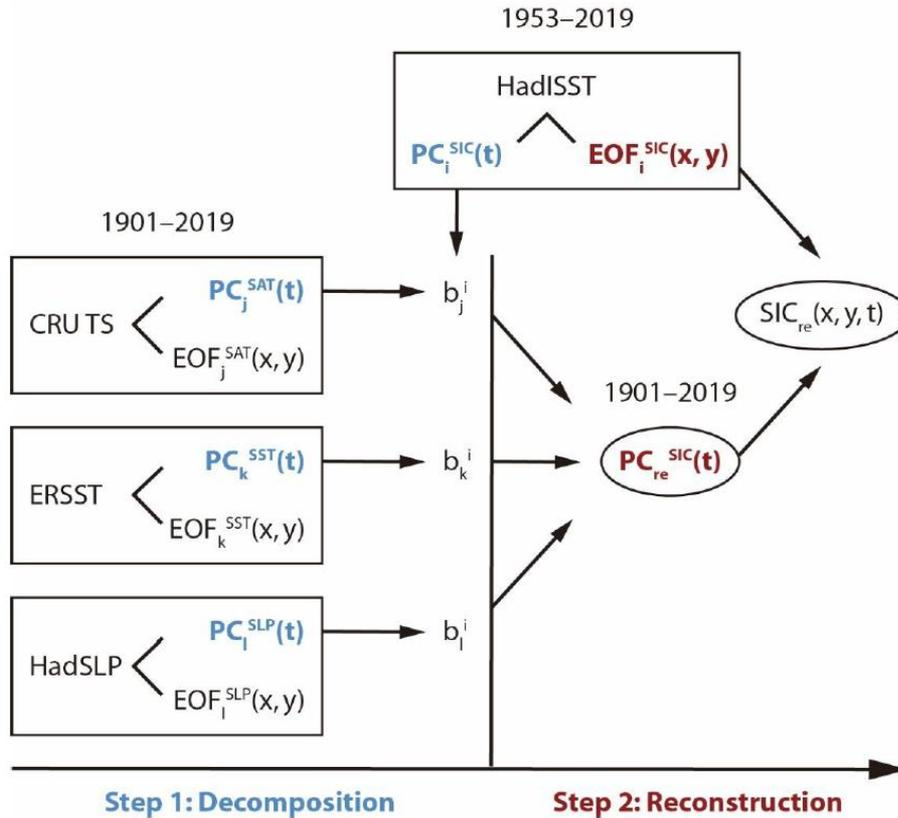 1953–2019
HadISST
PC_i^SIC(t)
EOF_i^SIC(x, y)
1901–2019
CRU TS
PC_j^SAT(t)
EOF_j^SAT(x, y)
b_j^i
SIC_re(x, y, t)
1901–2019
ERSST
PC_k^SST(t)
EOF_k^SST(x, y)
b_k^i
PC_re^SIC(t)
HadSLP
PC_l^SLP(t)
EOF_l^SLP(x, y)
b_l^i
Step 1: Decomposition
Step 2: Reconstruction